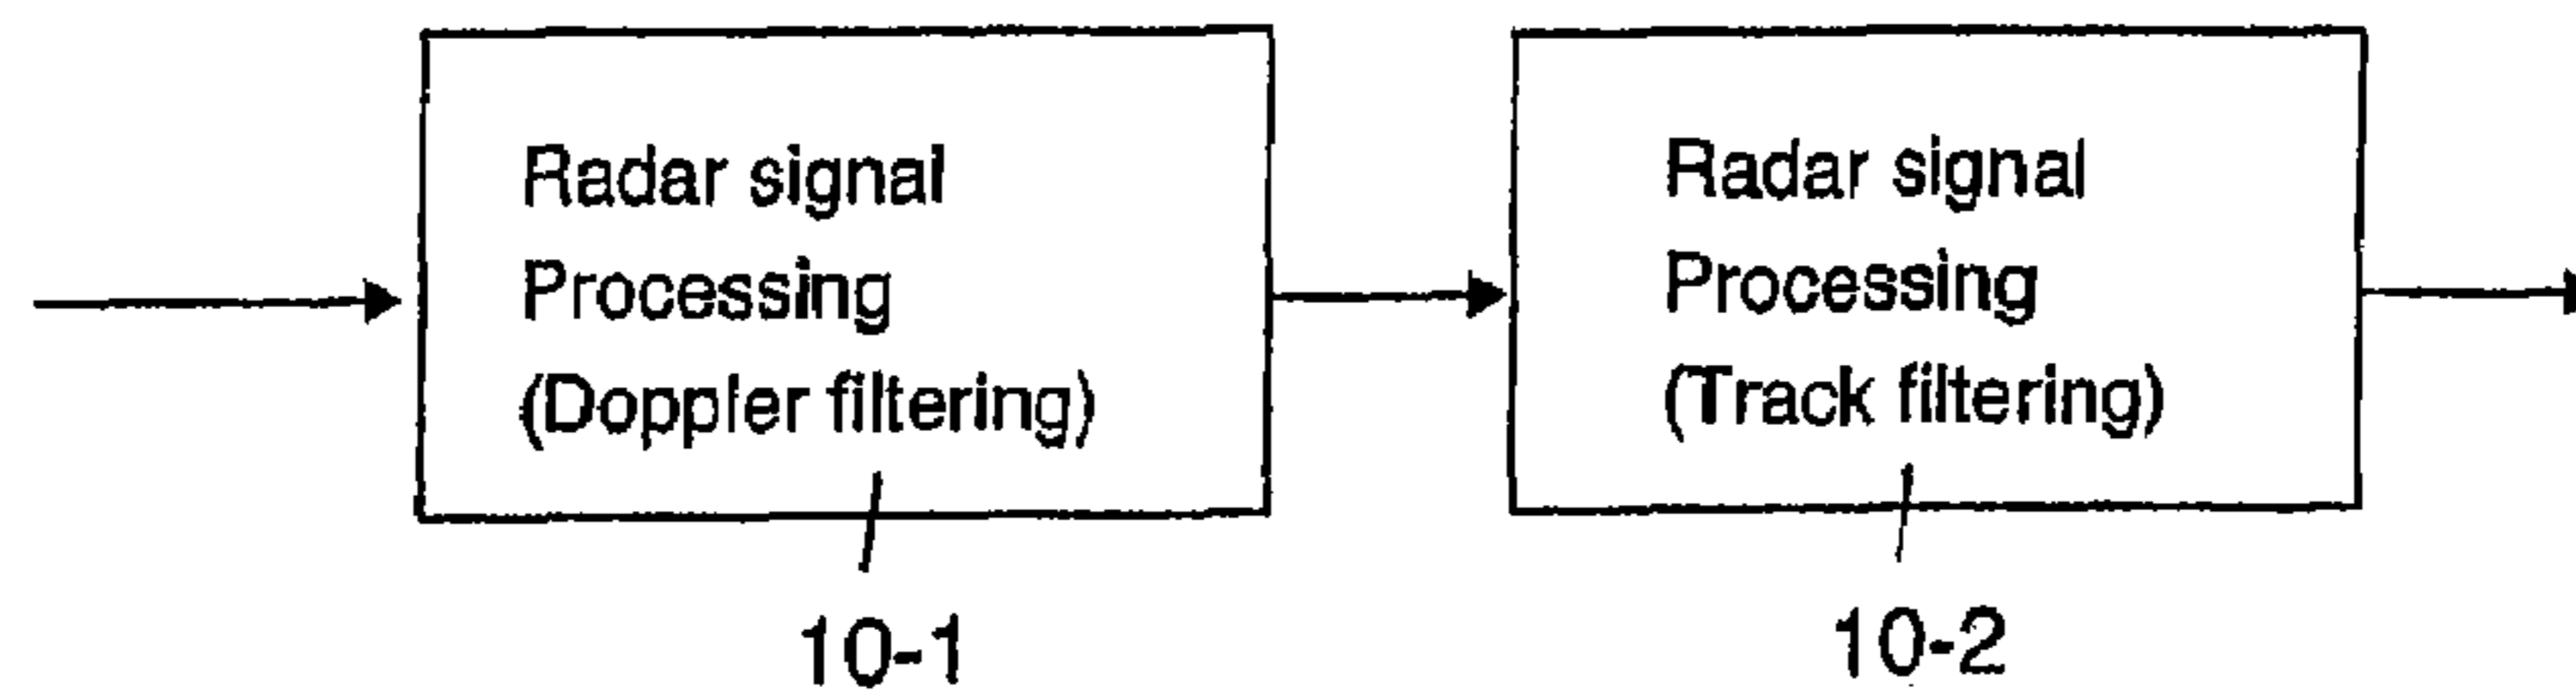 Radar signal
Processing
(Doppler filtering)
10-1
Radar signal
Processing
(Track filtering)
10-2